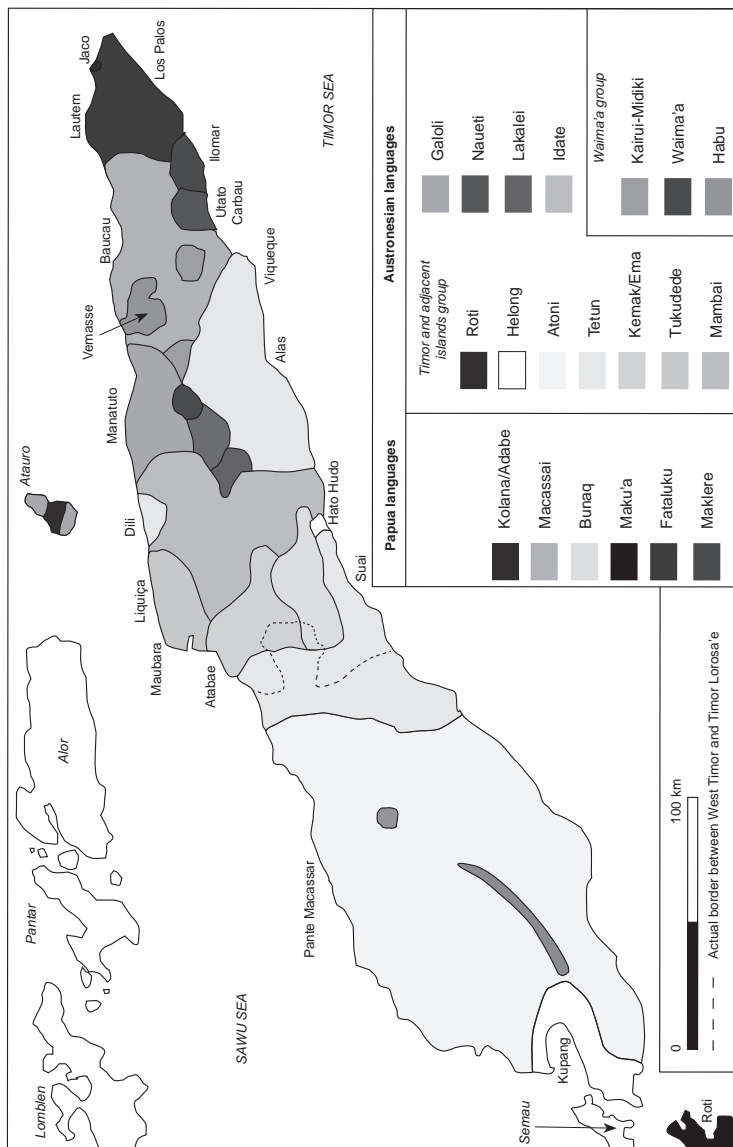 Lomblen
Pantar
Alor
Atauro
SAWU SEA
TIMOR SEA
Maubara
Liquiça
Dili
Manatuto
Vemasse
Baucau
Lautem
Jaco
Los Palos
Ilomar
Utato
Carbau
Viqueque
Alas
Hato Hudo
Suai
Atabae
Pante Macassar
Kupang
Semau
Roti
0
100 km
Actual border between West Timor and Timor Lorosa'e
Papua languages
Kolana/Adabe
Macassai
Bunaq
Maku'a
Fataluku
Maklere
Austronesian languages
Timor and adjacent
islands group
Roti
Helong
Atoni
Tetun
Kemak/Ema
Tukudede
Mambai
Galoli
Naueti
Lakalei
Idate
Waima'a group
Kairui-Midiki
Waima'a
Habu